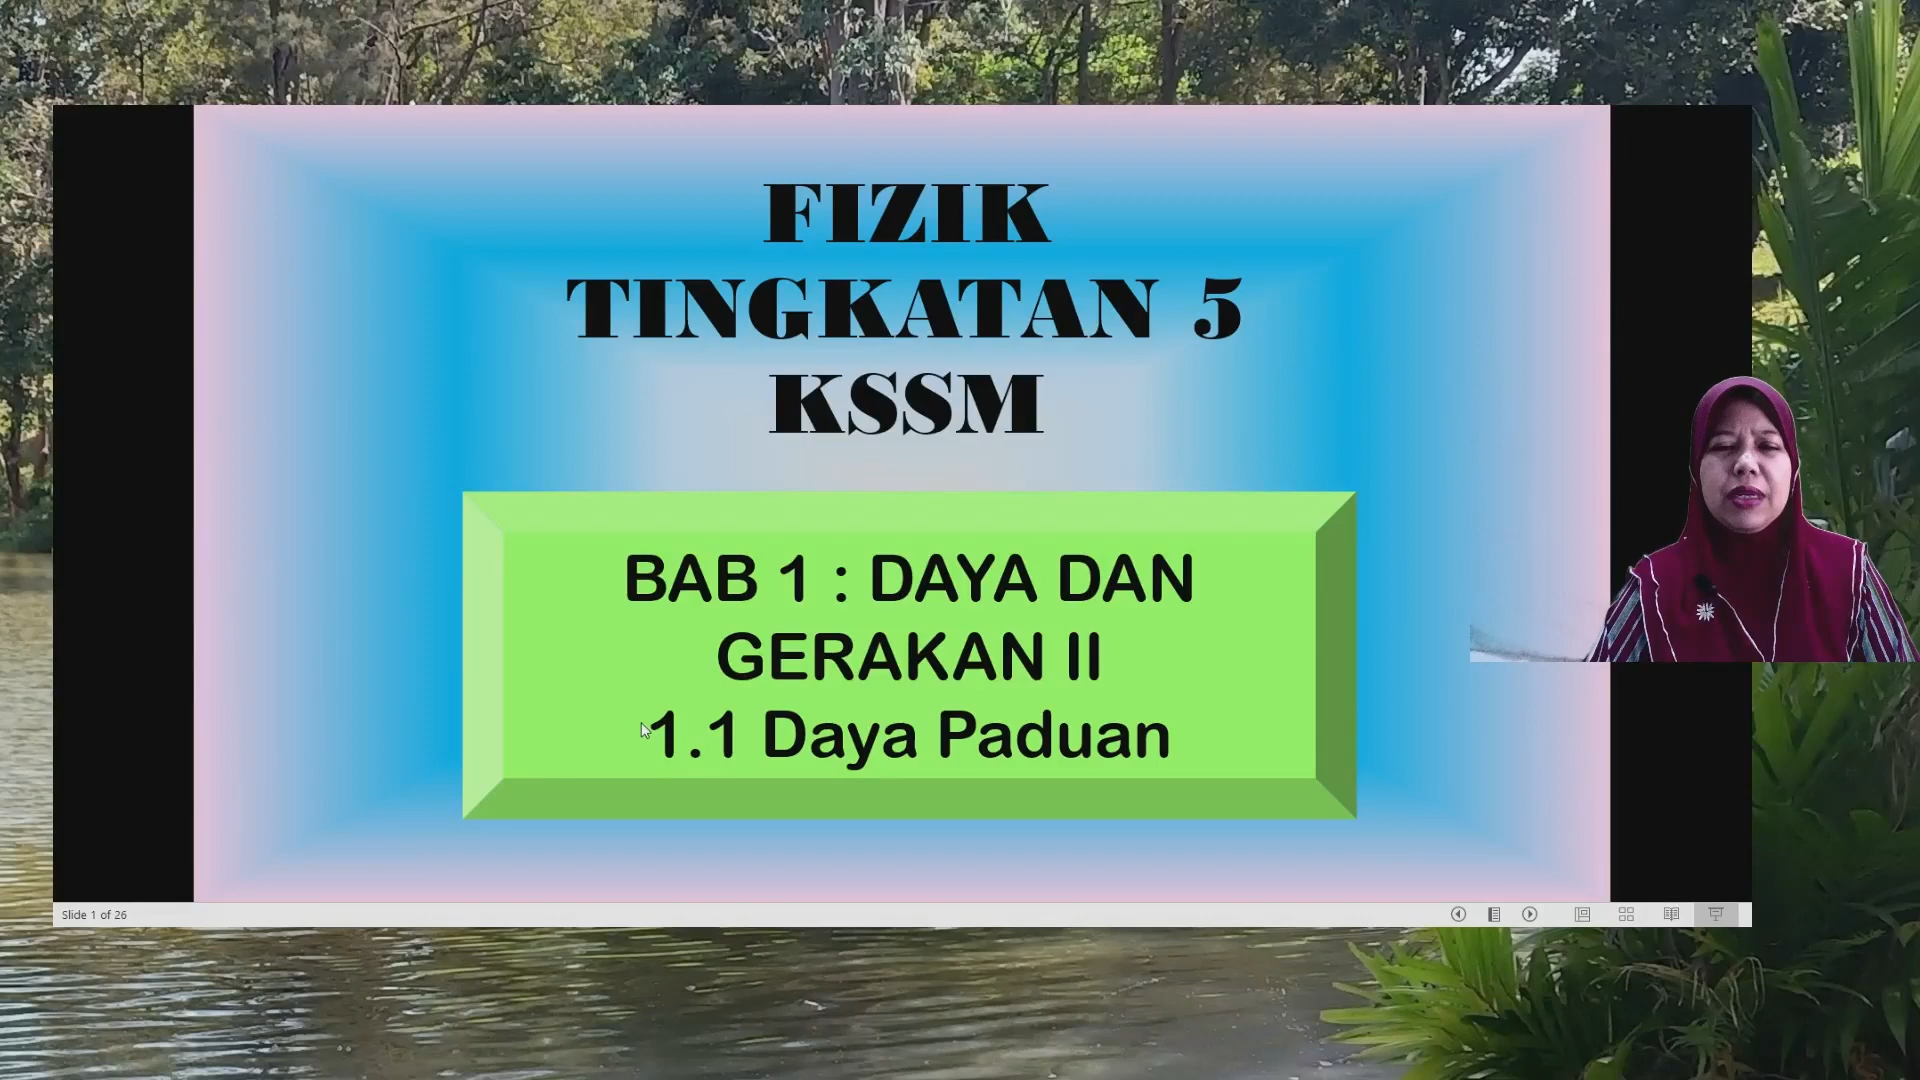 FIZIK
TINGKATAN 5
KSSM
BAB 1 : DAYA DAN
GERAKAN II
1.1 Daya Paduan
Slide 1 of 26